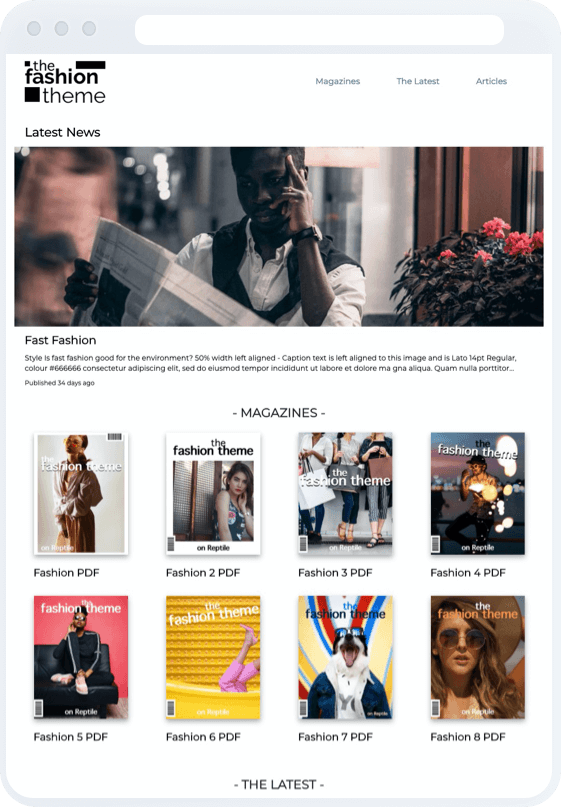 the
fashion
theme
Magazines
The Latest
Articles
Latest News
Fast Fashion
Style Is fast fashion good for the environment? 50% width left aligned - Caption text is left aligned to this image and is Lato 14pt Regular,
colour #666666 consectetur adipiscing elit, sed do eiusmod tempor incididunt ut labore et dolore ma gna aliqua. Quam nulla porttitor...
Published 34 days ago
- MAGAZINES -
the
fashion theme
on Reptile
Fashion PDF
the
fashion theme
on Reptile
Fashion 2 PDF
the
fashion theme
on Reptile
Fashion 3 PDF
the
fashion theme
on Reptile
Fashion 4 PDF
the
fashion theme
on Reptile
Fashion 5 PDF
the
fashion theme
on Reptile
Fashion 6 PDF
the
fashion theme
on Reptile
Fashion 7 PDF
the
fashion theme
on Reptile
Fashion 8 PDF
- THE LATEST -